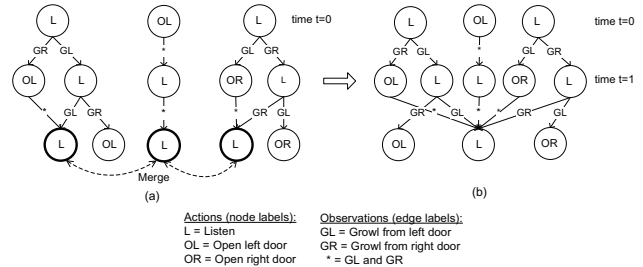 L OL L time t=0 L OL L time t=0
GR GL * GR GL GR GL * GR GL
OL L L OR L OL L L OR L time t=1
* GL GR * * GR GL GR * GL * * GR GL
L OL L L OR OL L OR
Merge
(a) (b)
Actions (node labels): Observations (edge labels):
L = Listen GL = Growl from left door
OL = Open left door GR = Growl from right door
OR = Open right door * = GL and GR